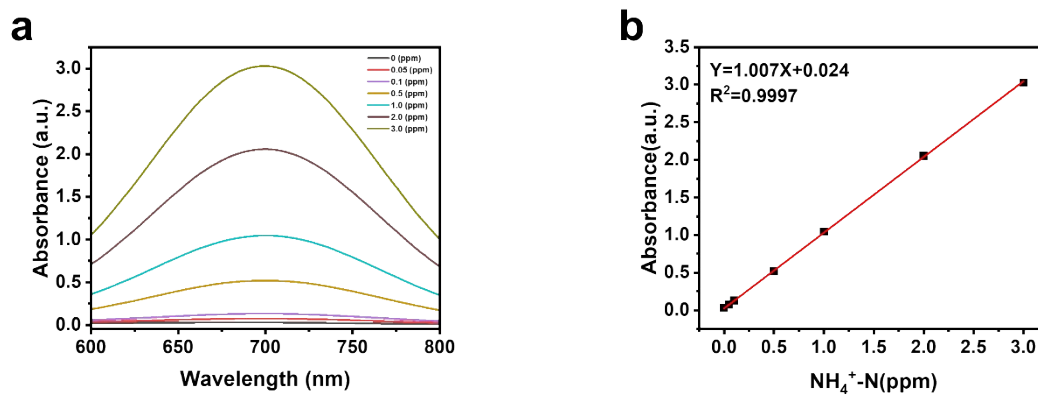 a
3.0
2.5
2.0
1.5
1.0
0.5
0.0
Absorbance (a.u.)
0 (ppm)
0.05 (ppm)
0.1 (ppm)
0.5 (ppm)
1.0 (ppm)
2.0 (ppm)
3.0 (ppm)
600
650
700
750
800
Wavelength (nm)
b
3.5
3.0
2.5
2.0
1.5
1.0
0.5
0.0
Absorbance(a.u.)
Y=1.007X+0.024
R²=0.9997
0.0
0.5
1.0
1.5
2.0
2.5
3.0
NH₄⁺-N(ppm)